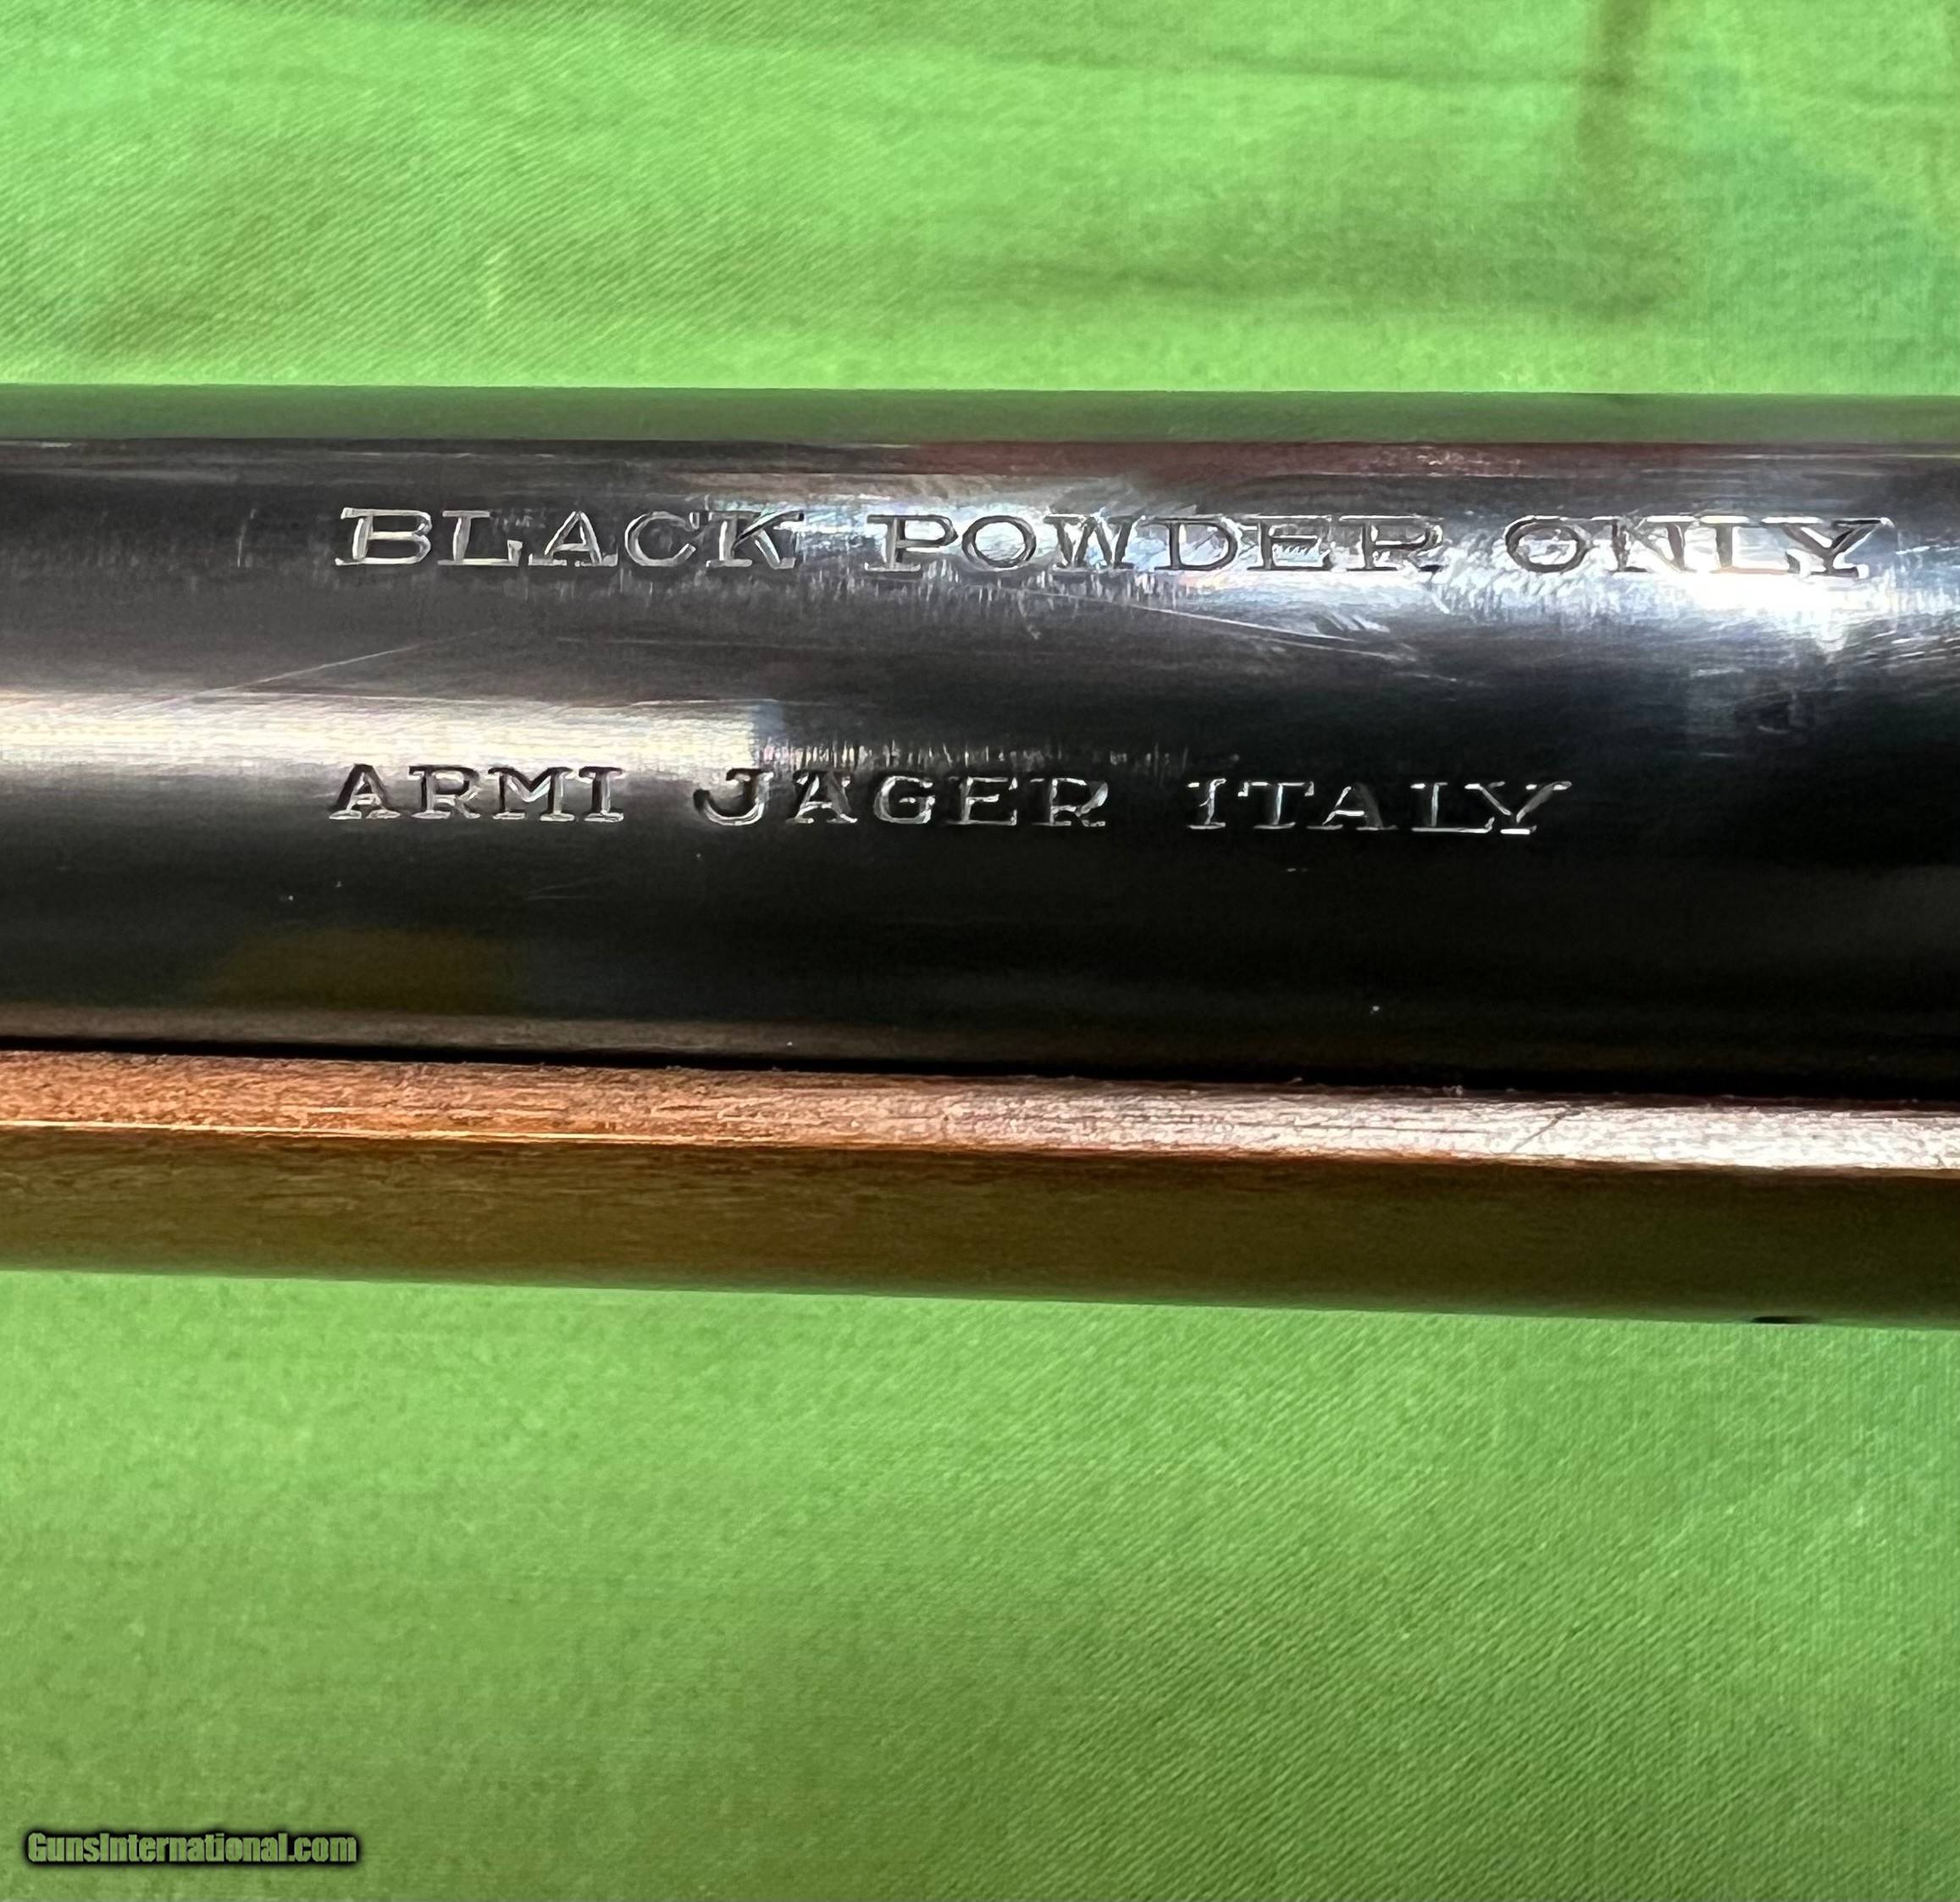 BLACK POWDER ONLY
ARMI JAGER ITALY
GunsInternational.com